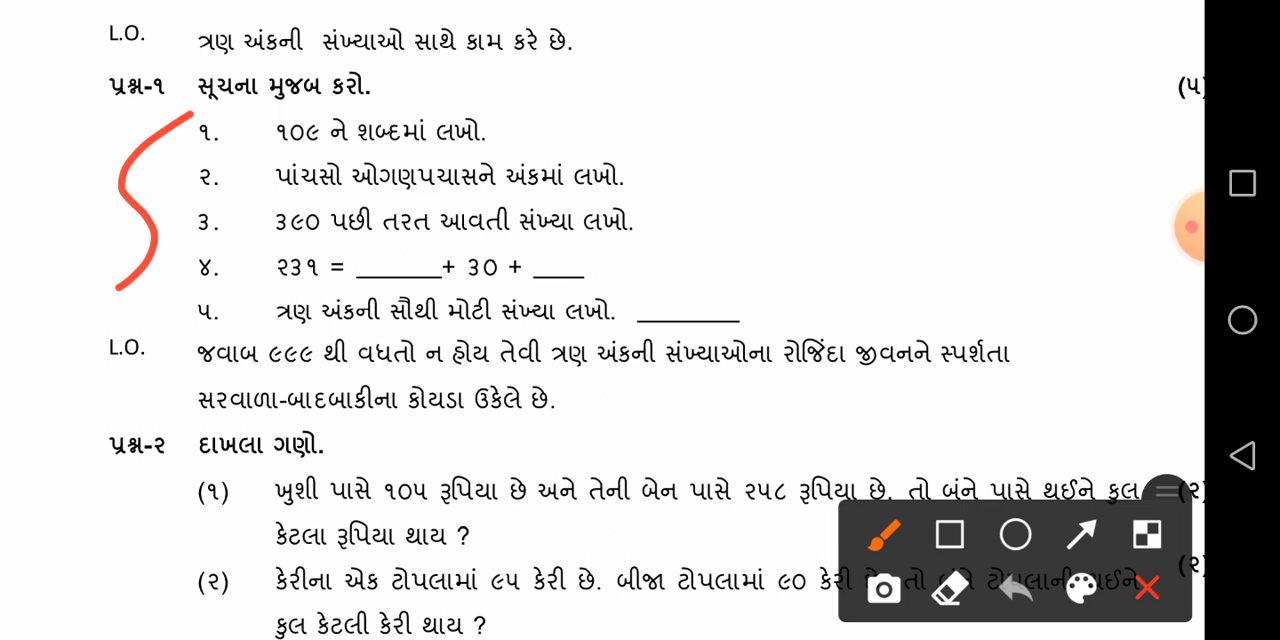 L.O. ત્રણ અંકની સંખ્યાઓ સાથે કામ કરે છે.
પ્રશ્ન-૧ સૂચના મુજબ કરો. (૫)
૧. ૧૦૯ ને શબ્દમાં લખો.
૨. પાંચસો ઓગણપચાસને અંકમાં લખો.
૩. ૩૯૦ પછી તરત આવતી સંખ્યા લખો.
૪. ૨૩૧ = ______+ ૩૦ + ____
૫. ત્રણ અંકની સૌથી મોટી સંખ્યા લખો. ________
L.O. જવાબ ૯૯૯ થી વધતો ન હોય તેવી ત્રણ અંકની સંખ્યાઓના રોજિંદા જીવનને સ્પર્શતા
સરવાળા-બાદબાકીના કોયડા ઉકેલે છે.
પ્રશ્ન-૨ દાખલા ગણો.
(૧) ખુશી પાસે ૧૦૫ રૂપિયા છે અને તેની બેન પાસે ૨૫૮ રૂપિયા છે. તો બંને પાસે થઈને કુલ (૨)
કેટલા રૂપિયા થાય ?
(૨)
(૨) કેરીના એક ટોપલામાં ૯૫ કેરી છે. બીજા ટોપલામાં ૯૦ કેરી તો ટોપલાની
કુલ કેટલી કેરી થાય ?